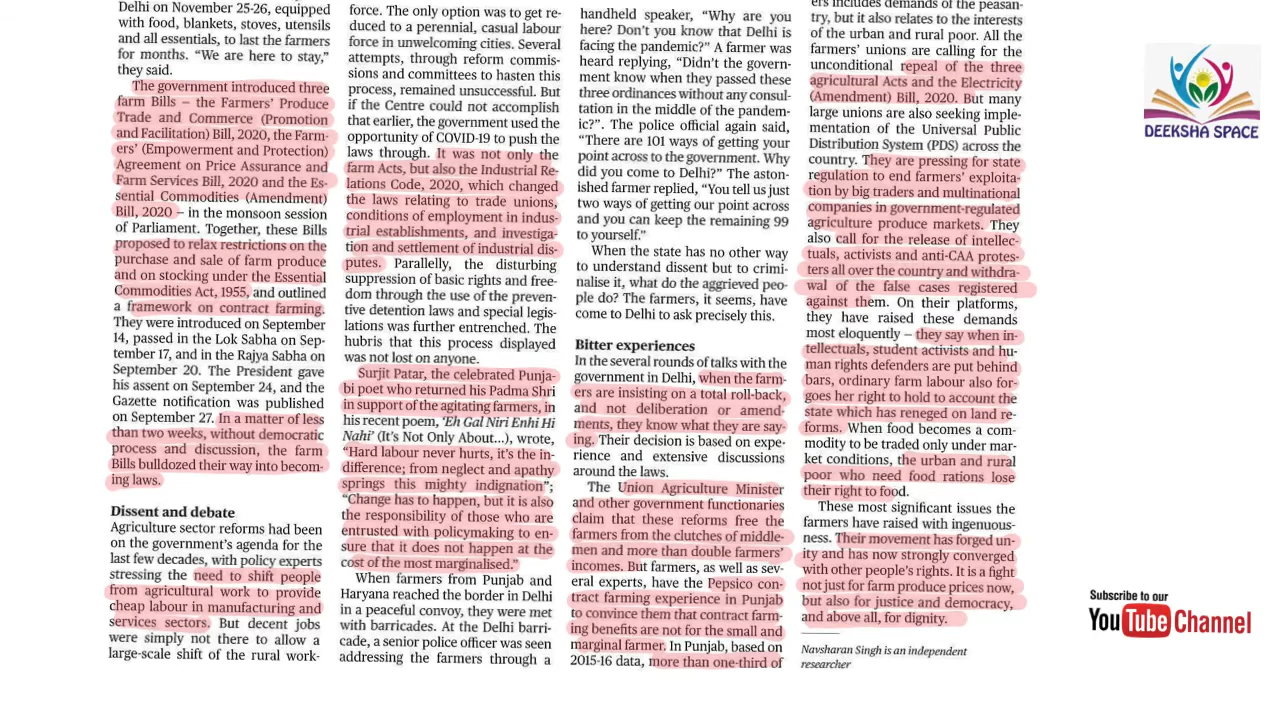 Delhi on November 25-26, equipped
with food, blankets, stoves, utensils
and all essentials, to last the farmers
for months. “We are here to stay,”
they said.
The government introduced three
farm Bills — the Farmers’ Produce
Trade and Commerce (Promotion
and Facilitation) Bill, 2020, the Farm-
ers’ (Empowerment and Protection)
Agreement on Price Assurance and
Farm Services Bill, 2020 and the Es-
sential Commodities (Amendment)
Bill, 2020 — in the monsoon session
of Parliament. Together, these Bills
proposed to relax restrictions on the
purchase and sale of farm produce
and on stocking under the Essential
Commodities Act, 1955, and outlined
a framework on contract farming.
They were introduced on September
14, passed in the Lok Sabha on Sep-
tember 17, and in the Rajya Sabha on
September 20. The President gave
his assent on September 24, and the
Gazette notification was published
on September 27. In a matter of less
than two weeks, without democratic
process and discussion, the farm
Bills bulldozed their way into becom-
ing laws.
Dissent and debate
Agriculture sector reforms had been
on the government’s agenda for the
last few decades, with policy experts
stressing the need to shift people
from agricultural work to provide
cheap labour in manufacturing and
services sectors. But decent jobs
were simply not there to allow a
large-scale shift of the rural work-
force. The only option was to get re-
duced to a perennial, casual labour
force in unwelcoming cities. Several
attempts, through reform commis-
sions and committees to hasten this
process, remained unsuccessful. But
if the Centre could not accomplish
that earlier, the government used the
opportunity of COVID-19 to push the
laws through. It was not only the
farm Acts, but also the Industrial Re-
lations Code, 2020, which changed
the laws relating to trade unions,
conditions of employment in indus-
trial establishments, and investiga-
tion and settlement of industrial dis-
putes. Parallelly, the disturbing
suppression of basic rights and free-
dom through the use of the preven-
tive detention laws and special legis-
lations was further entrenched. The
hubris that this process displayed
was not lost on anyone.
Surjit Patar, the celebrated Punja-
bi poet who returned his Padma Shri
in support of the agitating farmers, in
his recent poem, ‘Eh Gal Niri Enhi Hi
Nahi’ (It’s Not Only About...), wrote,
“Hard labour never hurts, it’s the in-
difference; from neglect and apathy
springs this mighty indignation”;
“Change has to happen, but it is also
the responsibility of those who are
entrusted with policymaking to en-
sure that it does not happen at the
cost of the most marginalised.”
When farmers from Punjab and
Haryana reached the border in Delhi
in a peaceful convoy, they were met
with barricades. At the Delhi barri-
cade, a senior police officer was seen
addressing the farmers through a
handheld speaker, “Why are you
here? Don’t you know that Delhi is
facing the pandemic?” A farmer was
heard replying, “Didn’t the govern-
ment know when they passed these
three ordinances without any consul-
tation in the middle of the pandem-
ic?”. The police official again said,
“There are 101 ways of getting your
point across to the government. Why
did you come to Delhi?” The aston-
ished farmer replied, “You tell us just
two ways of getting our point across
and you can keep the remaining 99
to yourself.”
When the state has no other way
to understand dissent but to crimi-
nalise it, what do the aggrieved peo-
ple do? The farmers, it seems, have
come to Delhi to ask precisely this.
Bitter experiences
In the several rounds of talks with the
government in Delhi, when the farm-
ers are insisting on a total roll-back,
and not deliberation or amend-
ments, they know what they are say-
ing. Their decision is based on expe-
rience and extensive discussions
around the laws.
The Union Agriculture Minister
and other government functionaries
claim that these reforms free the
farmers from the clutches of middle-
men and more than double farmers’
incomes. But farmers, as well as sev-
eral experts, have the Pepsico con-
tract farming experience in Punjab
to convince them that contract farm-
ing benefits are not for the small and
marginal farmer. In Punjab, based on
2015-16 data, more than one-third of
ers includes demands of the peasan-
try, but it also relates to the interests
of the urban and rural poor. All the
farmers’ unions are calling for the
unconditional repeal of the three
agricultural Acts and the Electricity
(Amendment) Bill, 2020. But many
large unions are also seeking imple-
mentation of the Universal Public
Distribution System (PDS) across the
country. They are pressing for state
regulation to end farmers’ exploita-
tion by big traders and multinational
companies in government-regulated
agriculture produce markets. They
also call for the release of intellec-
tuals, activists and anti-CAA protes-
ters all over the country and withdra-
wal of the false cases registered
against them. On their platforms,
they have raised these demands
most eloquently — they say when in-
tellectuals, student activists and hu-
man rights defenders are put behind
bars, ordinary farm labour also for-
goes her right to hold to account the
state which has reneged on land re-
forms. When food becomes a com-
modity to be traded only under mar-
ket conditions, the urban and rural
poor who need food rations lose
their right to food.
These most significant issues the
farmers have raised with ingenuous-
ness. Their movement has forged un-
ity and has now strongly converged
with other people’s rights. It is a fight
not just for farm produce prices now,
but also for justice and democracy,
and above all, for dignity.
Navsharan Singh is an independent
researcher
DEEKSHA SPACE
Subscribe to our
YouTube Channel